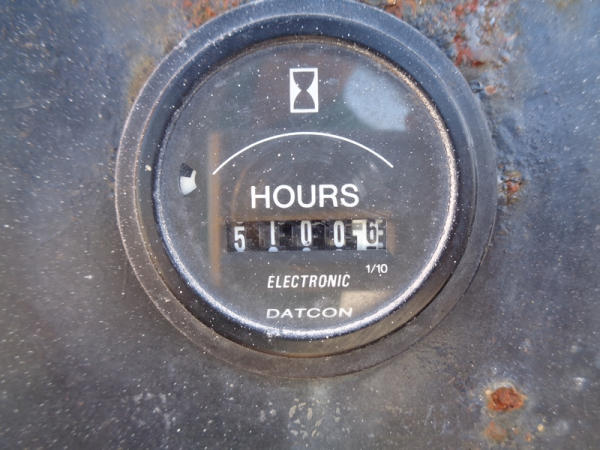 HOURS
51006
1/10
ELECTRONIC
DATCON